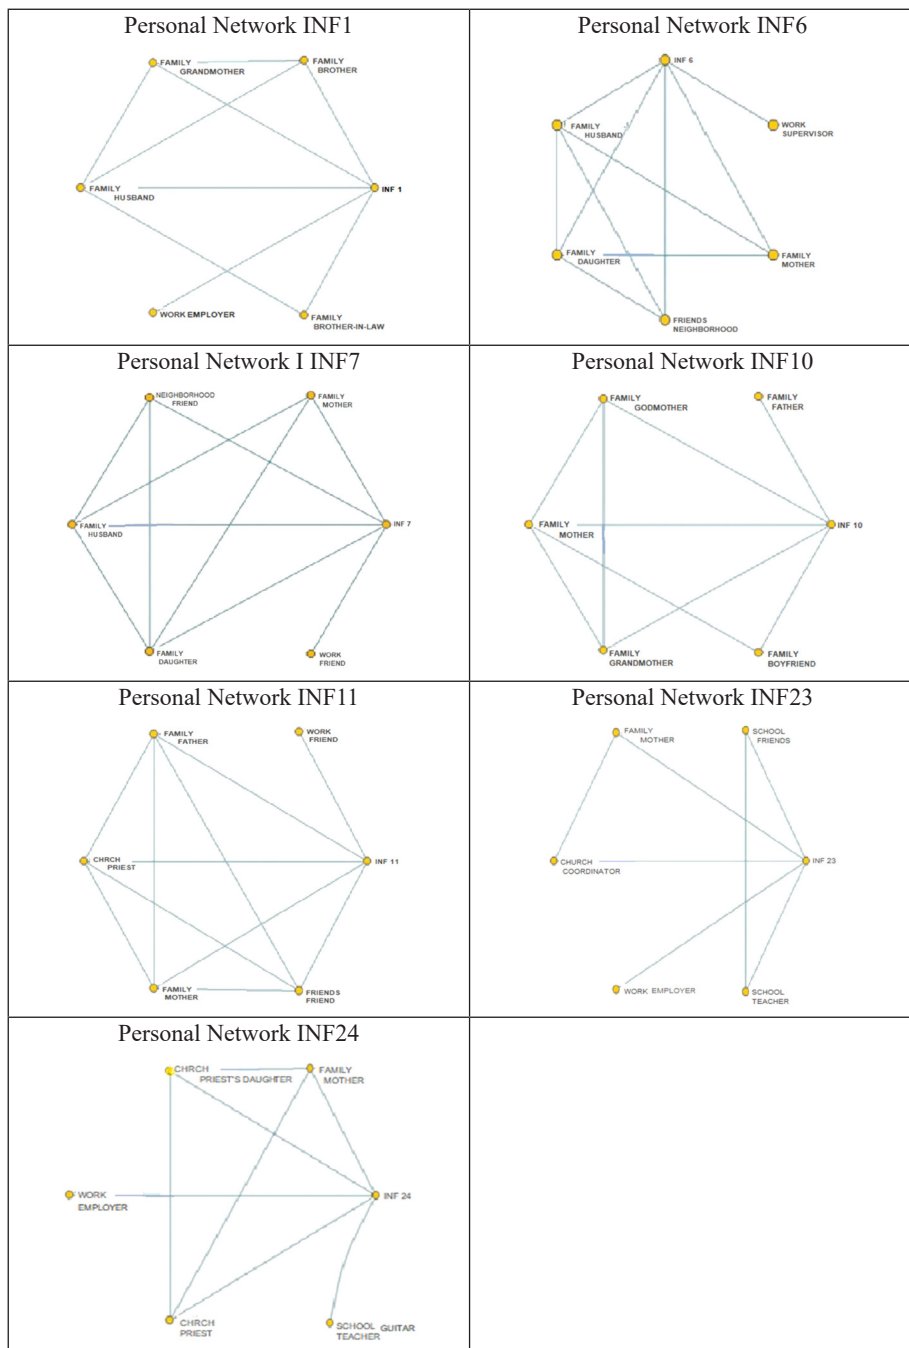 Personal Network INF1
FAMILY
GRANDMOTHER
FAMILY
BROTHER
FAMILY
HUSBAND
INF 1
WORK EMPLOYER
FAMILY
BROTHER-IN-LAW
Personal Network INF6
INF 6
FAMILY
HUSBAND
WORK
SUPERVISOR
FAMILY
DAUGHTER
FAMILY
MOTHER
FRIENDS
NEIGHBORHOOD
Personal Network I INF7
NEIGHBORHOOD
FRIEND
FAMILY
MOTHER
FAMILY
HUSBAND
INF 7
FAMILY
DAUGHTER
WORK
FRIEND
Personal Network INF10
FAMILY
GODMOTHER
FAMILY
FATHER
FAMILY
MOTHER
INF 10
FAMILY
GRANDMOTHER
FAMILY
BOYFRIEND
Personal Network INF11
FAMILY
FATHER
WORK
FRIEND
CHRCH
PRIEST
INF 11
FAMILY
MOTHER
FRIENDS
FRIEND
Personal Network INF23
FAMILY
MOTHER
SCHOOL
FRIENDS
CHURCH
COORDINATOR
INF 23
WORK EMPLOYER
SCHOOL
TEACHER
Personal Network INF24
CHRCH
PRIEST'S DAUGHTER
FAMILY
MOTHER
WORK
EMPLOYER
INF 24
CHRCH
PRIEST
SCHOOL GUITAR
TEACHER